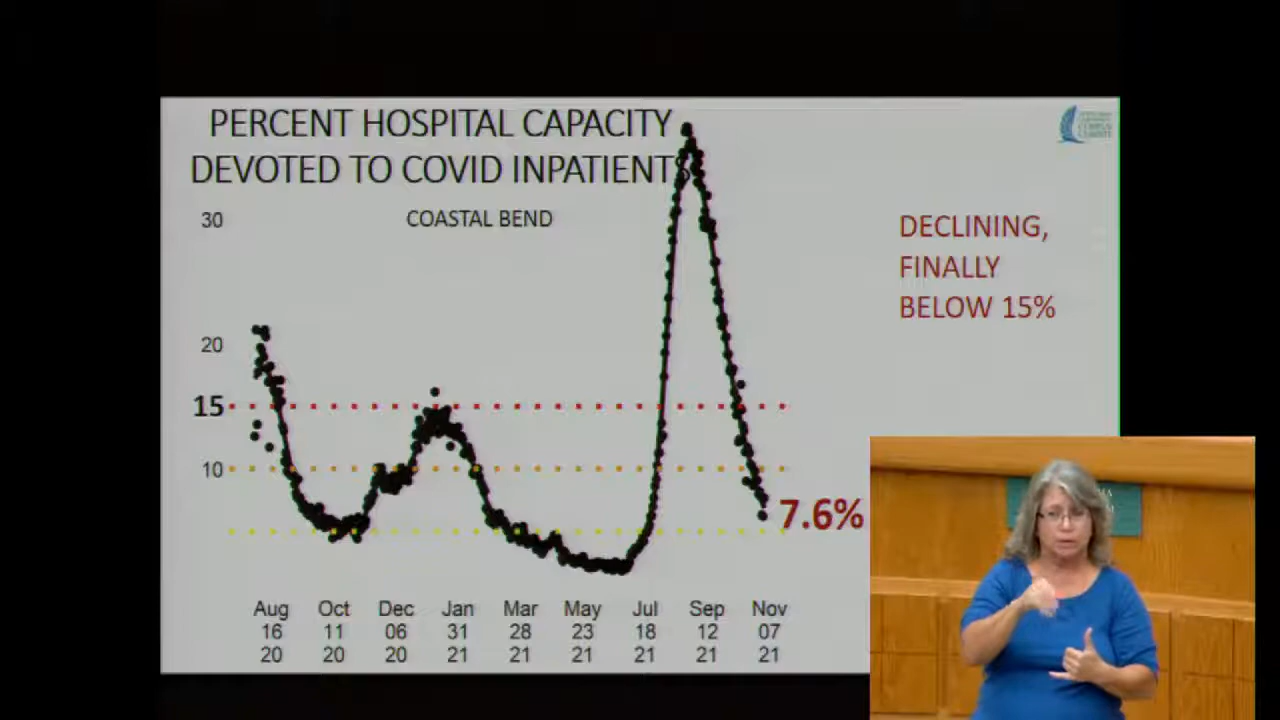 PERCENT HOSPITAL CAPACITY
DEVOTED TO COVID INPATIENTS
COASTAL BEND
DECLINING,
FINALLY
BELOW 15%
30
20
15
10
7.6%
Aug Oct Dec Jan Mar May Jul Sep Nov
16 11 06 31 28 23 18 12 07
20 20 20 21 21 21 21 21 21